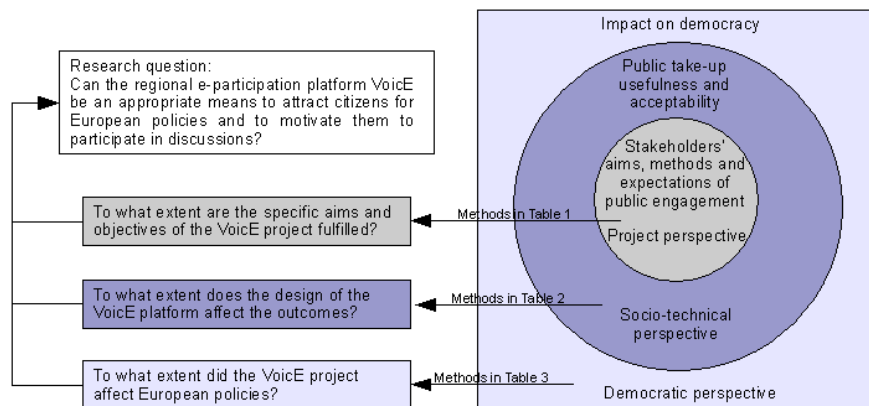 Research question:
Can the regional e-participation platform VoicE
be an appropriate means to attract citizens for
European policies and to motivate them to
participate in discussions?
To what extent are the specific aims and
objectives of the VoicE project fulfilled?
To what extent does the design of the
VoicE platform affect the outcomes?
To what extent did the VoicE project
affect European policies?
Methods in Table 1
Methods in Table 2
Methods in Table 3
Impact on democracy
Public take-up
usefulness and
acceptability
Stakeholders'
aims, methods and
expectations of
public engagement
Project perspective
Socio-technical
perspective
Democratic perspective